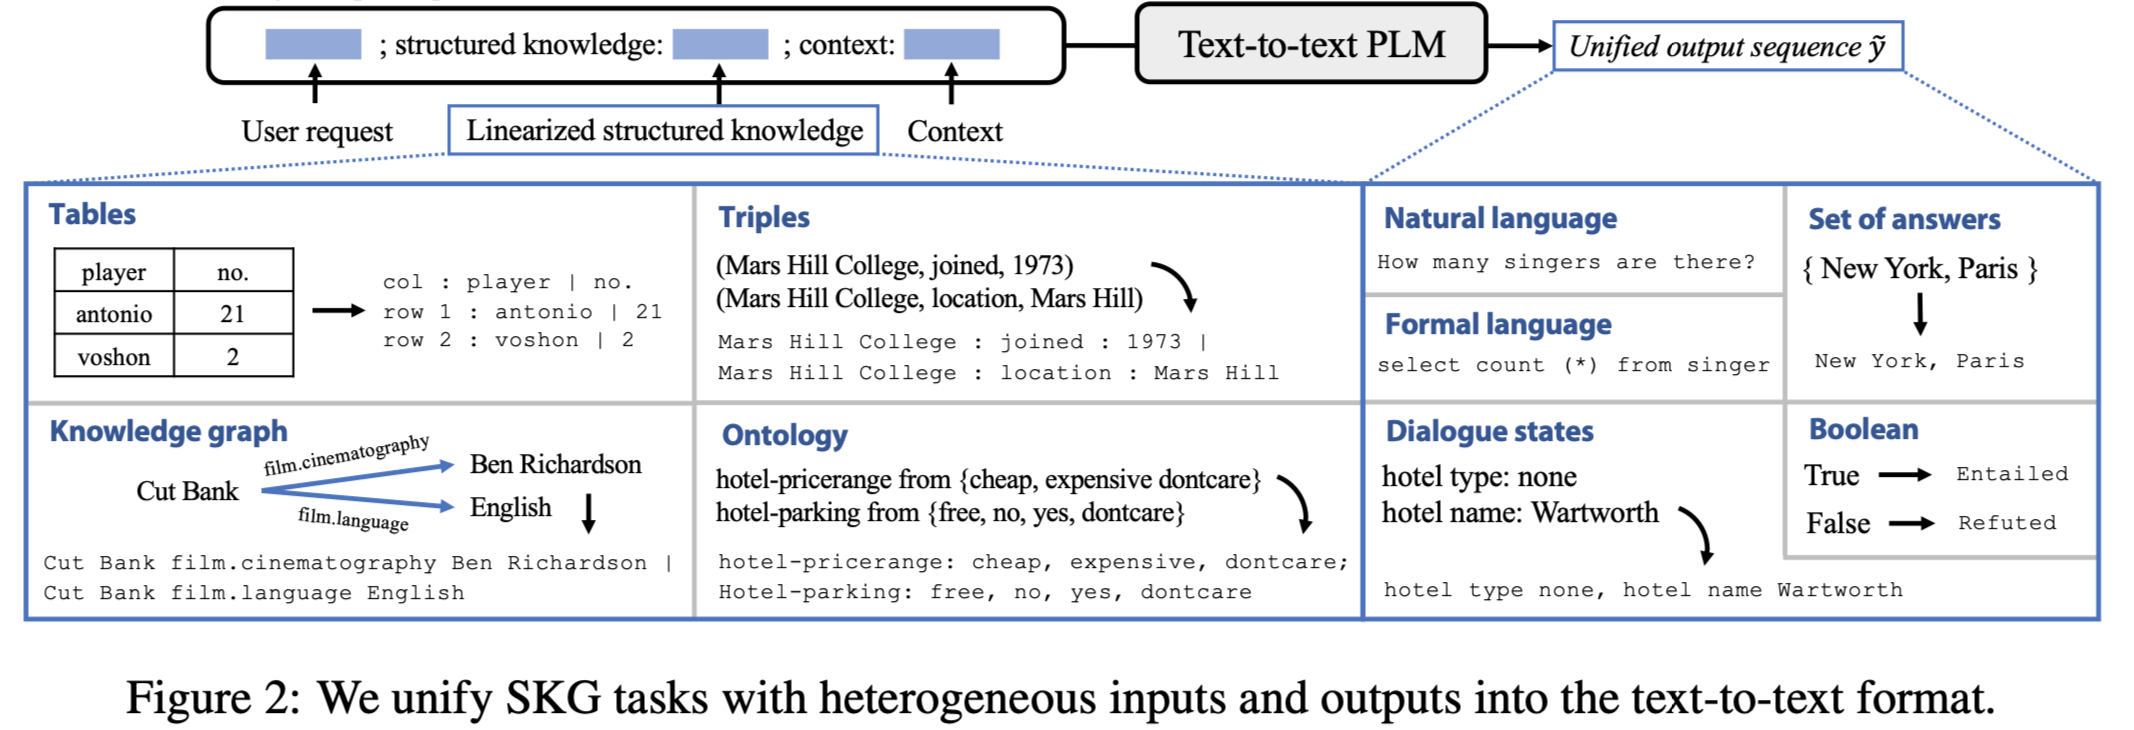 ; structured knowledge: ; context:
Text-to-text PLM
Unified output sequence ỹ
User request
Linearized structured knowledge
Context
Tables
player no.
antonio 21
voshon 2
col : player | no.
row 1 : antonio | 21
row 2 : voshon | 2
Triples
(Mars Hill College, joined, 1973)
(Mars Hill College, location, Mars Hill)
Mars Hill College : joined : 1973 |
Mars Hill College : location : Mars Hill
Natural language
How many singers are there?
Formal language
select count (*) from singer
Set of answers
{ New York, Paris }
New York, Paris
Knowledge graph
film.cinematography
Cut Bank
Ben Richardson
English
film.language
Cut Bank film.cinematography Ben Richardson |
Cut Bank film.language English
Ontology
hotel-pricerange from {cheap, expensive dontcare}
hotel-parking from {free, no, yes, dontcare}
hotel-pricerange: cheap, expensive, dontcare;
Hotel-parking: free, no, yes, dontcare
Dialogue states
hotel type: none
hotel name: Wartworth
hotel type none, hotel name Wartworth
Boolean
True Entailed
False Refuted
Figure 2: We unify SKG tasks with heterogeneous inputs and outputs into the text-to-text format.